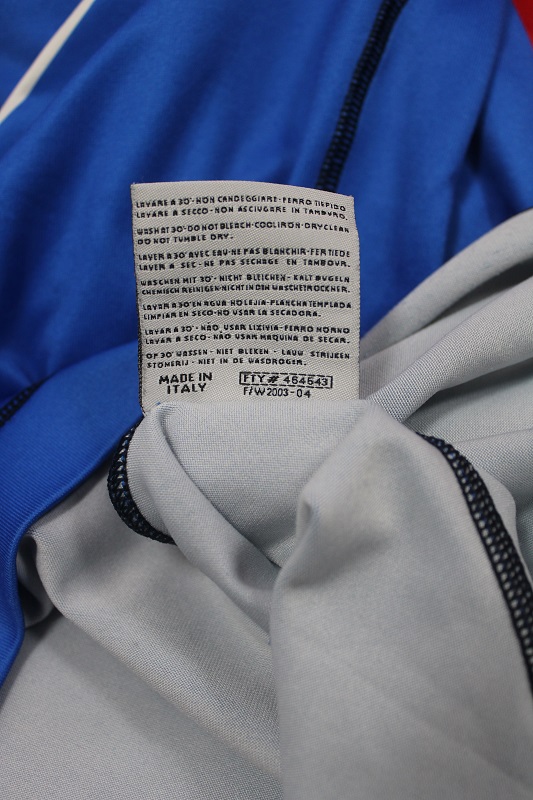 LAVARE A 30°-NON CANDEGGIARE-FERRO TIEPIDO
LAVARE A SECCO-NON ASCIUGARE IN TAMBURO.
WASH AT 30°-DO NOT BLEACH-COOL IRON-DRYCLEAN
DO NOT TUMBLE DRY.
LAVER A 30°AVEC EAU-NE PAS BLANCHIR-FER TIEDE
LAVER A SEC-NE PAS SECHAGE EN TAMBOUR.
WASCHEN MIT 30°-NICHT BLEICHEN-KALT BUGELN
CHEMISCH REINIGEN-NICHT IN DEN WASCHETROCKNER.
LAVAR A 30°EN AGUA-NO LEJIA-PLANCHA TEMPLADA
LIMPIAR EN SECO-NO USAR LA SECADORA.
LAVAR A 30°-NÃO USAR LIZIVIA-FERRO MORNO
LAVAR A SECO-NÃO USAR MAQUINA DE SECAR.
OP 30° WASSEN-NIET BLEKEN-LAUW STRIJKEN
STOMERIJ-NIET IN DE WASDROGER.
MADE IN ITALY
FTY# 464643
F/W2003-04